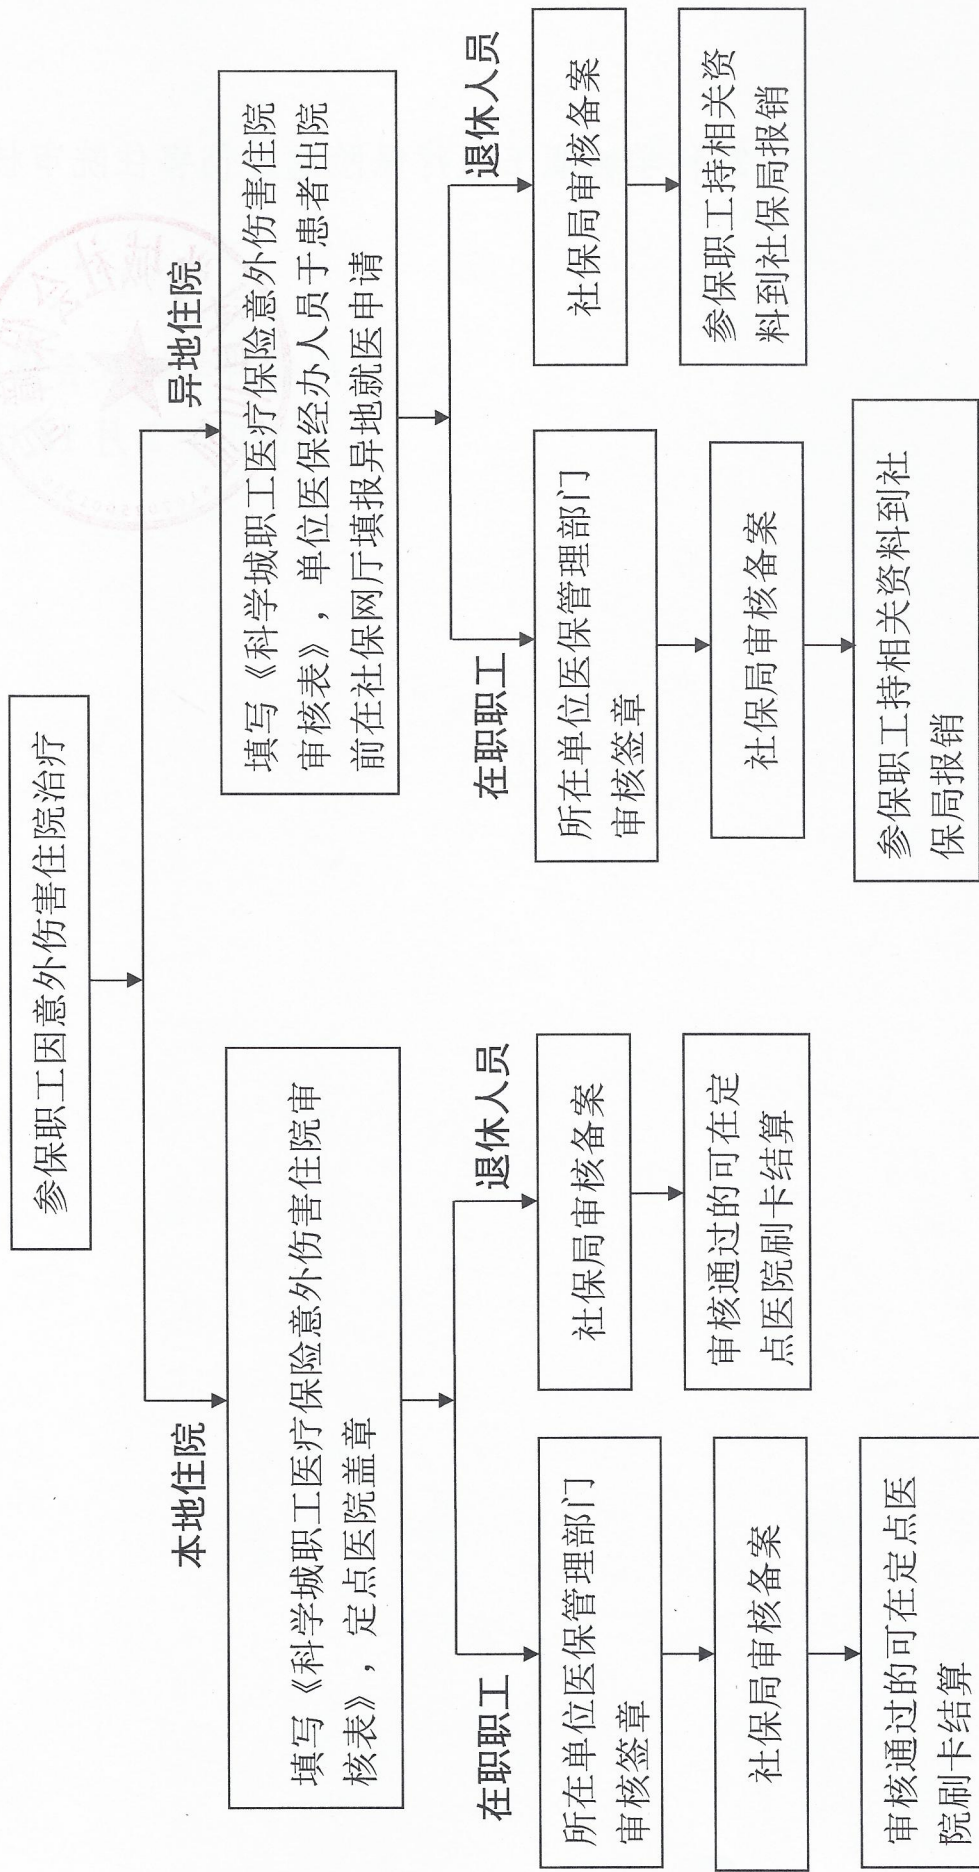 参保职工因意外伤害住院治疗
本地住院
填写《科学城职工医疗保险意外伤害住院审
核表》，定点医院盖章
在职职工
所在单位医保管理部门
审核签章
社保局审核备案
审核通过的可在定点医
院刷卡结算
退休人员
社保局审核备案
审核通过的可在定
点医院刷卡结算
异地住院
填写《科学城职工医疗保险意外伤害住院
审核表》，单位医保经办人员于患者出院
前在社保网厅填报异地就医申请
在职职工
所在单位医保管理部门
审核签章
社保局审核备案
参保职工持相关资料到社
保局报销
退休人员
社保局审核备案
参保职工持相关资
料到社保局报销